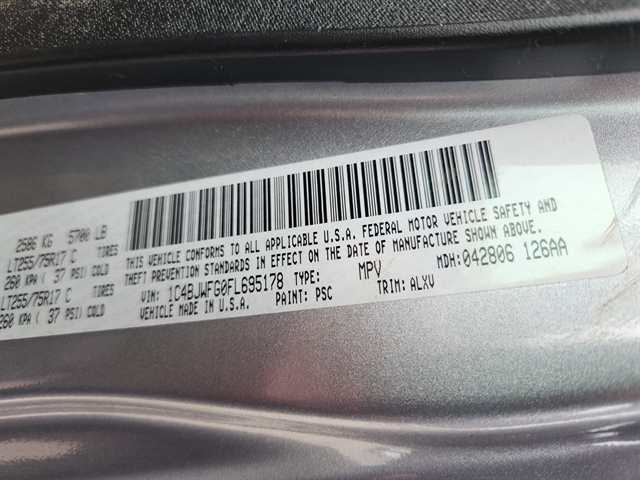 2586 KG 5700 LB
LT255/75R17 C TIRES
260 KPA ( 37 PSI) COLD
LT255/75R17 C TIRES
260 KPA ( 37 PSI) COLD
THIS VEHICLE CONFORMS TO ALL APPLICABLE U.S.A. FEDERAL MOTOR VEHICLE SAFETY AND
THEFT PREVENTION STANDARDS IN EFFECT ON THE DATE OF MANUFACTURE SHOWN ABOVE.
VIN: 1C4BJWFG0FL695178 TYPE: MPV MDH: 042806 126AA
VEHICLE MADE IN U.S.A. PAINT: PSC TRIM: ALXV